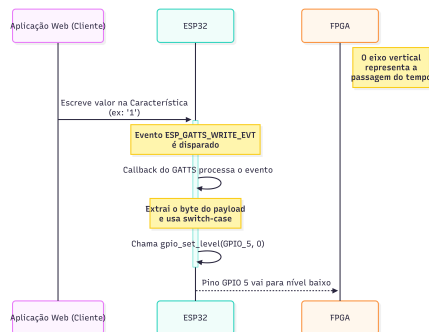 Aplicação Web (Cliente)
ESP32
FPGA
O eixo vertical
representa a
passagem do tempo
Escreve valor na Característica
(ex: '1')
Evento ESP_GATTS_WRITE_EVT
é disparado
Callback do GATTS processa o evento
Extrai o byte do payload
e usa switch-case
Chama gpio_set_level(GPIO_5, 0)
Pino GPIO 5 vai para nível baixo
Aplicação Web (Cliente)
ESP32
FPGA